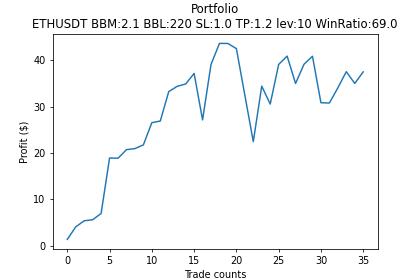 Portfolio
ETHUSDT BBM:2.1 BBL:220 SL:1.0 TP:1.2 lev:10 WinRatio:69.0
40
30
20
10
0
Profit ($)
0 5 10 15 20 25 30 35
Trade counts